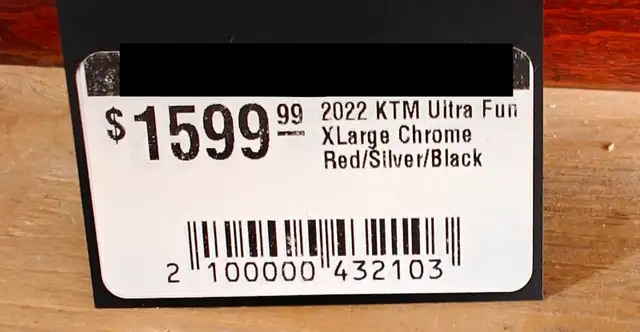 $1599.99 2022 KTM Ultra Fun
XLarge Chrome
Red/Silver/Black
2 100000 432103